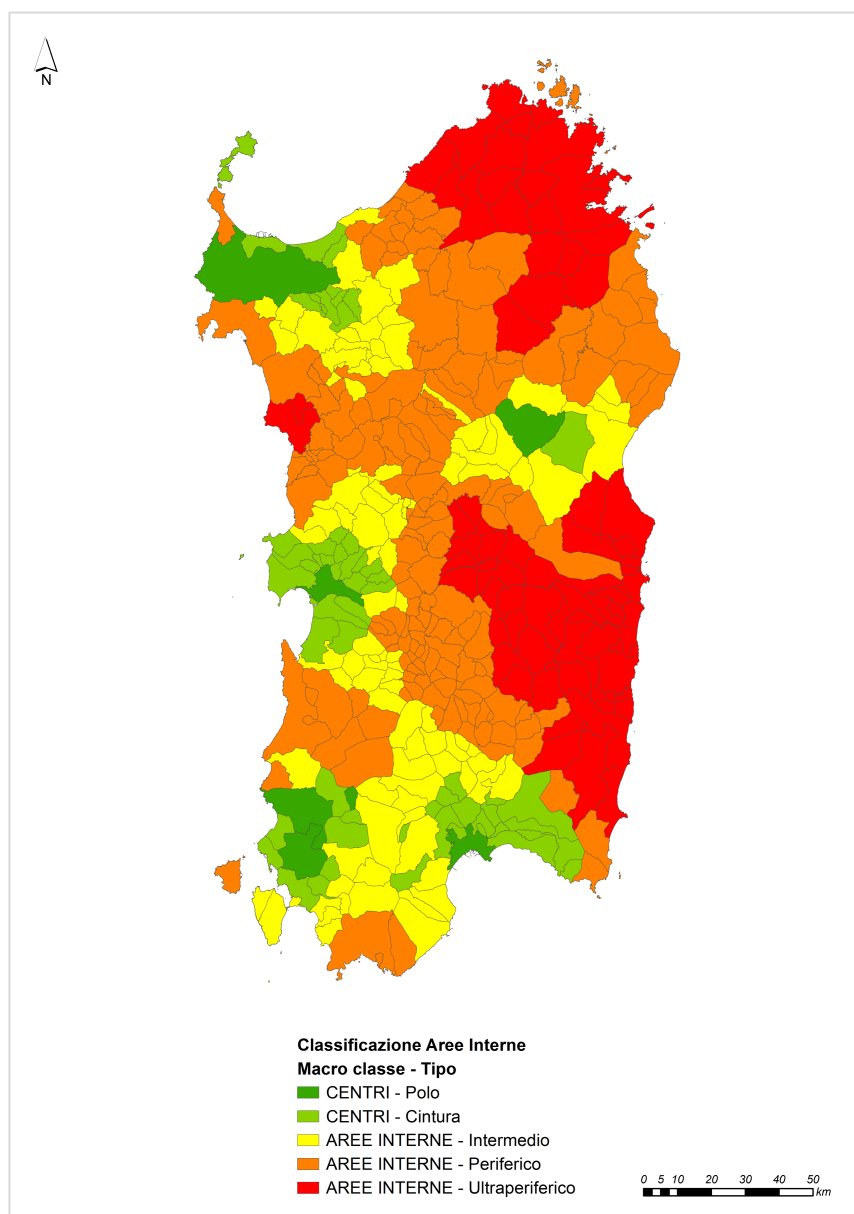 N
Classificazione Aree Interne
Macro classe - Tipo
CENTRI - Polo
CENTRI - Cintura
AREE INTERNE - Intermedio
AREE INTERNE - Periferico
AREE INTERNE - Ultraperiferico
0 5 10 20 30 40 50
km